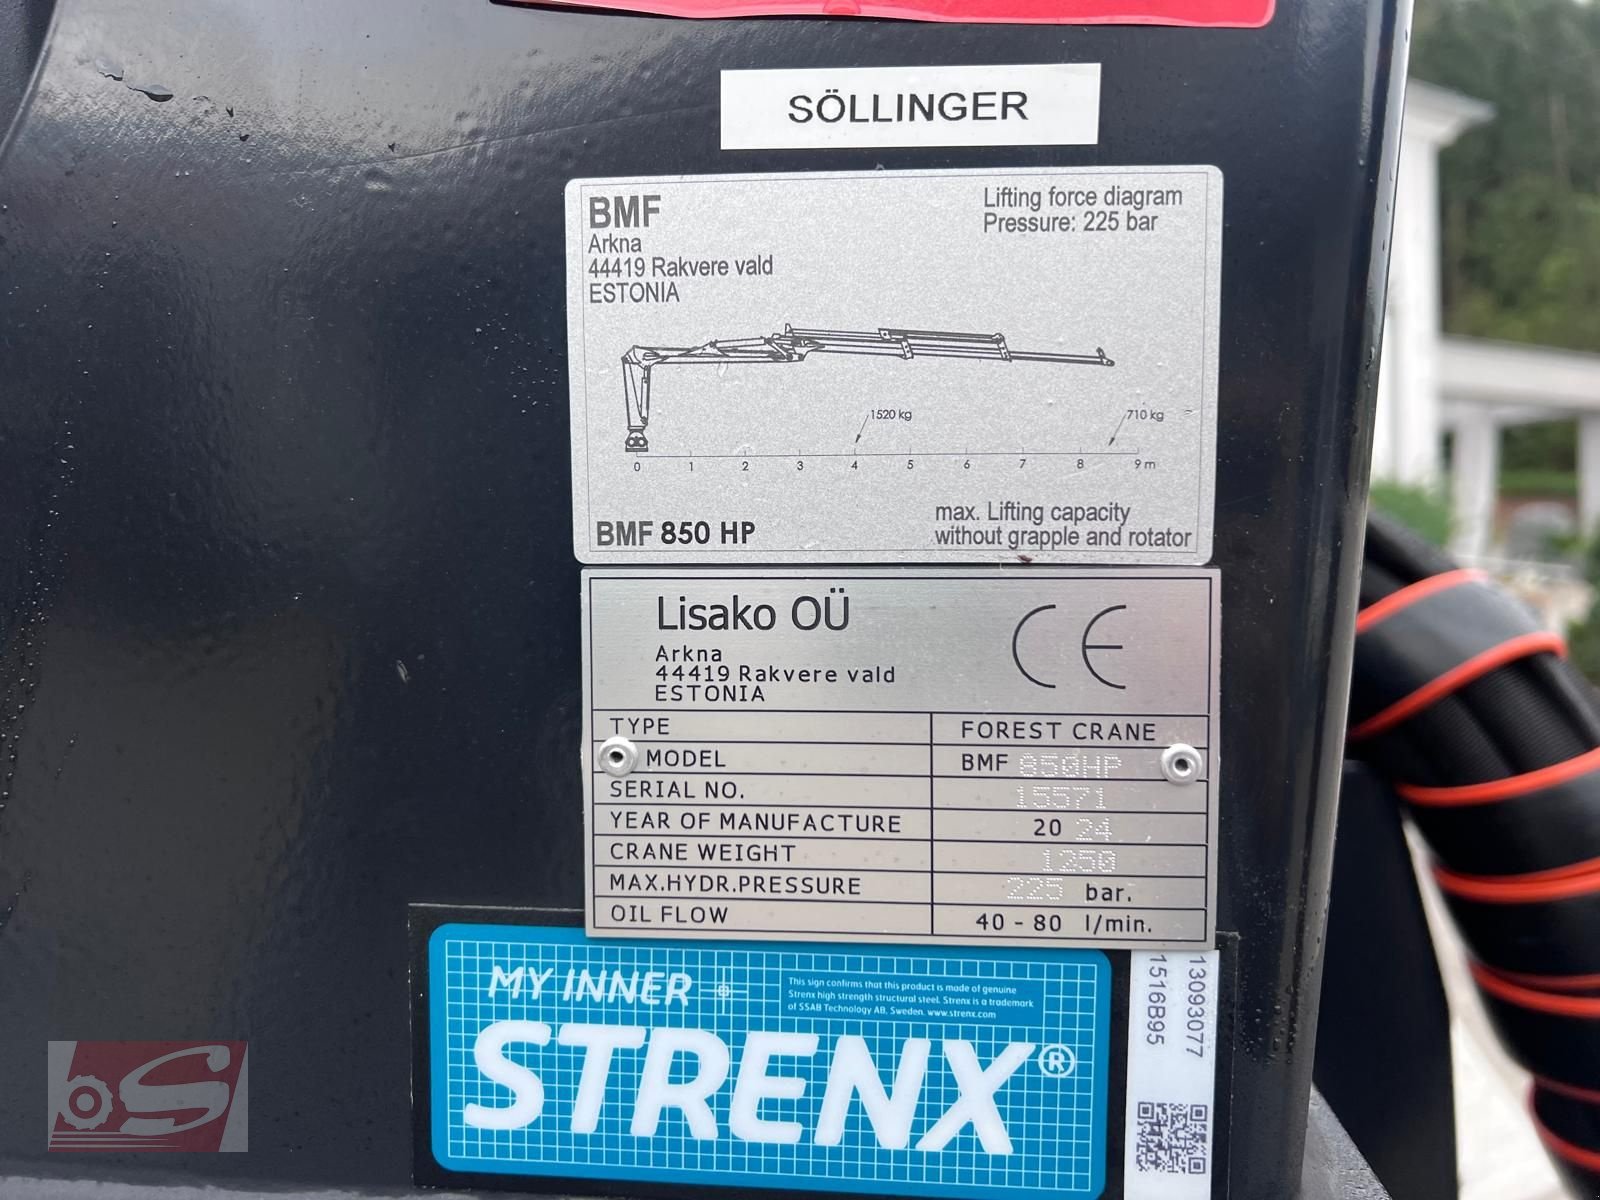 SÖLLINGER
BMF
Arkna
44419 Rakvere vald
ESTONIA
Lifting force diagram
Pressure: 225 bar
1520 kg
710 kg
0 1 2 3 4 5 6 7 8 9 m
BMF 850 HP
max. Lifting capacity
without grapple and rotator
Lisako OÜ
CE
Arkna
44419 Rakvere vald
ESTONIA
TYPE FOREST CRANE
MODEL BMF 850HP
SERIAL NO. 15571
YEAR OF MANUFACTURE 20 24
CRANE WEIGHT 1250
MAX.HYDR.PRESSURE 225 bar.
OIL FLOW 40 - 80 l/min.
MY INNER
STRENX®
This sign confirms that this product is made of genuine
Strenx high strength structural steel. Strenx is a trademark
of SSAB Technology AB, Sweden. www.strenx.com
13093077
1516B95